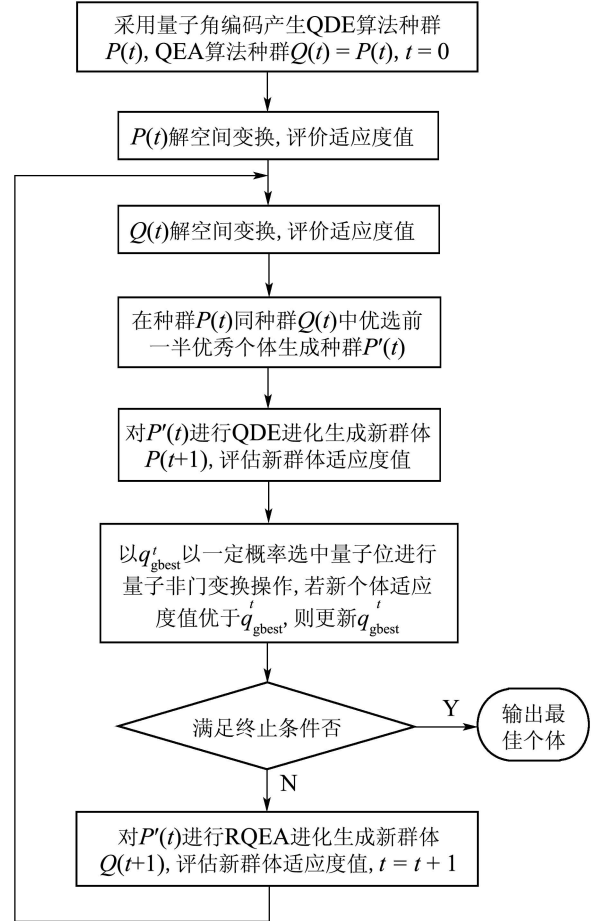 采用量子角编码产生QDE算法种群
P(t), QEA算法种群Q(t) = P(t), t = 0
P(t)解空间变换,评价适应度值
Q(t)解空间变换,评价适应度值
在种群P(t)同种群Q(t)中优选前
一半优秀个体生成种群P′(t)
对P′(t)进行QDE进化生成新群体
P(t+1),评估新群体适应度值
以q^t_gbest以一定概率选中量子位进行
量子非门变换操作,若新个体适应
度值优于q^t_gbest,则更新q^t_gbest
满足终止条件否
Y
输出最
佳个体
N
对P′(t)进行RQEA进化生成新群体
Q(t+1),评估新群体适应度值, t = t + 1